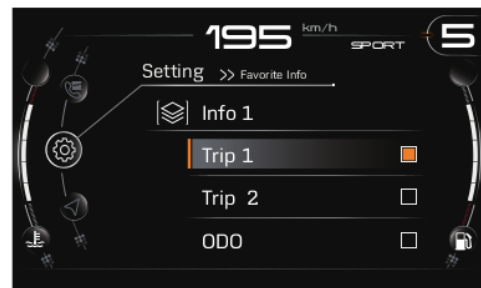 195 km/h SPORT 5
Setting >> Favorite Info
Info 1
Trip 1
Trip 2
ODO